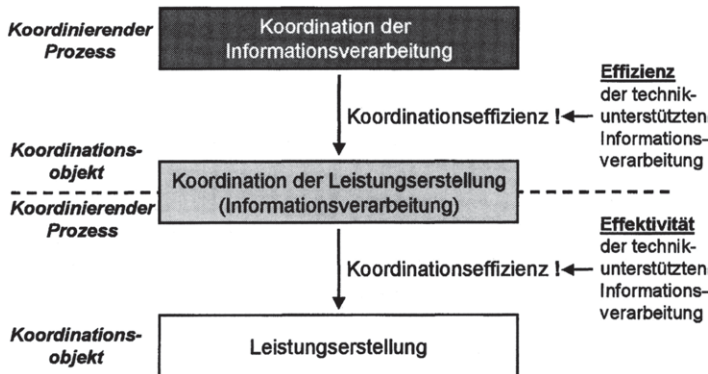 Koordinierender
Prozess
Koordination der
Informationsverarbeitung
Koordinationseffizienz !
Effizienz
der technik-
unterstützten
Informations-
verarbeitung
Koordinations-
objekt
Koordination der Leistungserstellung
(Informationsverarbeitung)
Koordinierender
Prozess
Koordinationseffizienz !
Effektivität
der technik-
unterstützten
Informations-
verarbeitung
Koordinations-
objekt
Leistungserstellung